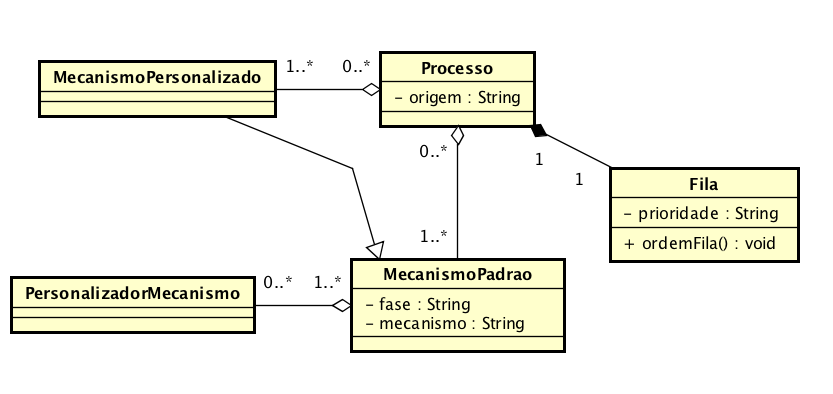 MecanismoPersonalizado
1..*
0..*
Processo
- origem : String
0..*
1
1
Fila
- prioridade : String
+ ordemFila() : void
1..*
MecanismoPadrao
- fase : String
- mecanismo : String
PersonalizadorMecanismo
0..*
1..*